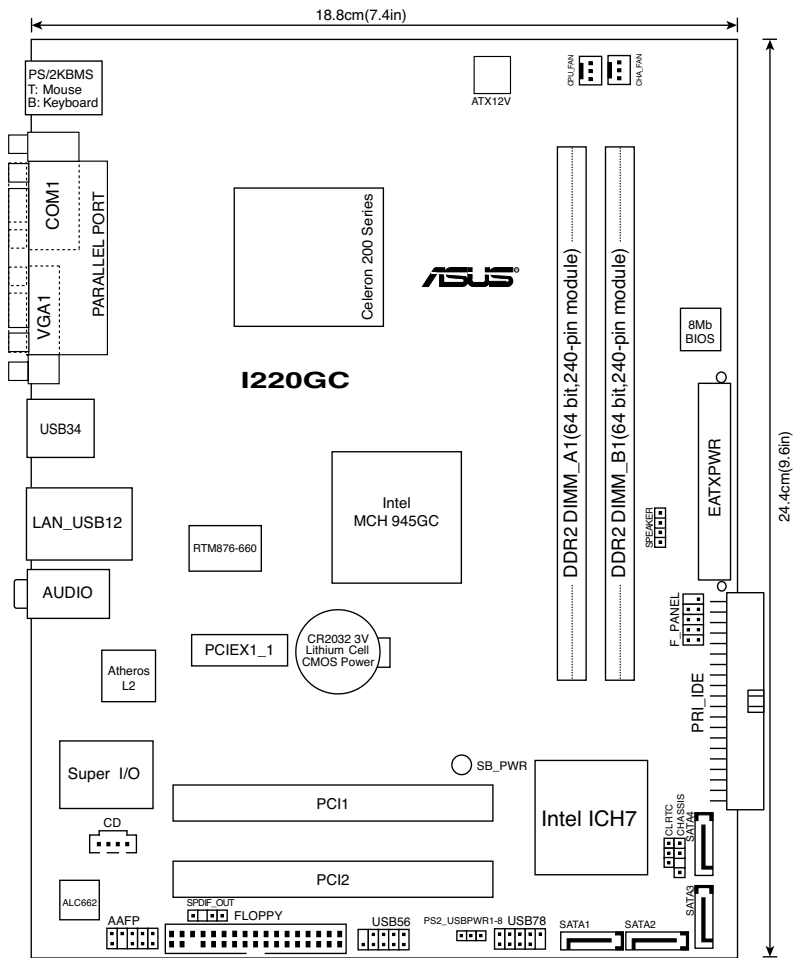 18.8cm(7.4in)
PS/2KBMS
T: Mouse
B: Keyboard
ATX12V
CPU_FAN
CHA_FAN
COM1
PARALLEL PORT
VGA1
Celeron 200 Series
ASUS
DDR2 DIMM_A1(64 bit,240-pin module)
DDR2 DIMM_B1(64 bit,240-pin module)
8Mb
BIOS
I220GC
USB34
24.4cm(9.6in)
EATXPWR
LAN_USB12
RTM876-660
Intel
MCH 945GC
SPEAKER
AUDIO
F_PANEL
PCIEX1_1
CR2032 3V
Lithium Cell
CMOS Power
Atheros
L2
PRI_IDE
Super I/O
SB_PWR
PCI1
Intel ICH7
CLRTC
CHASSIS
SATA4
CD
PCI2
ALC662
SATA3
AAFP
SPDIF_OUT
FLOPPY
USB56
PS2_USBPWR1-8
USB78
SATA1
SATA2